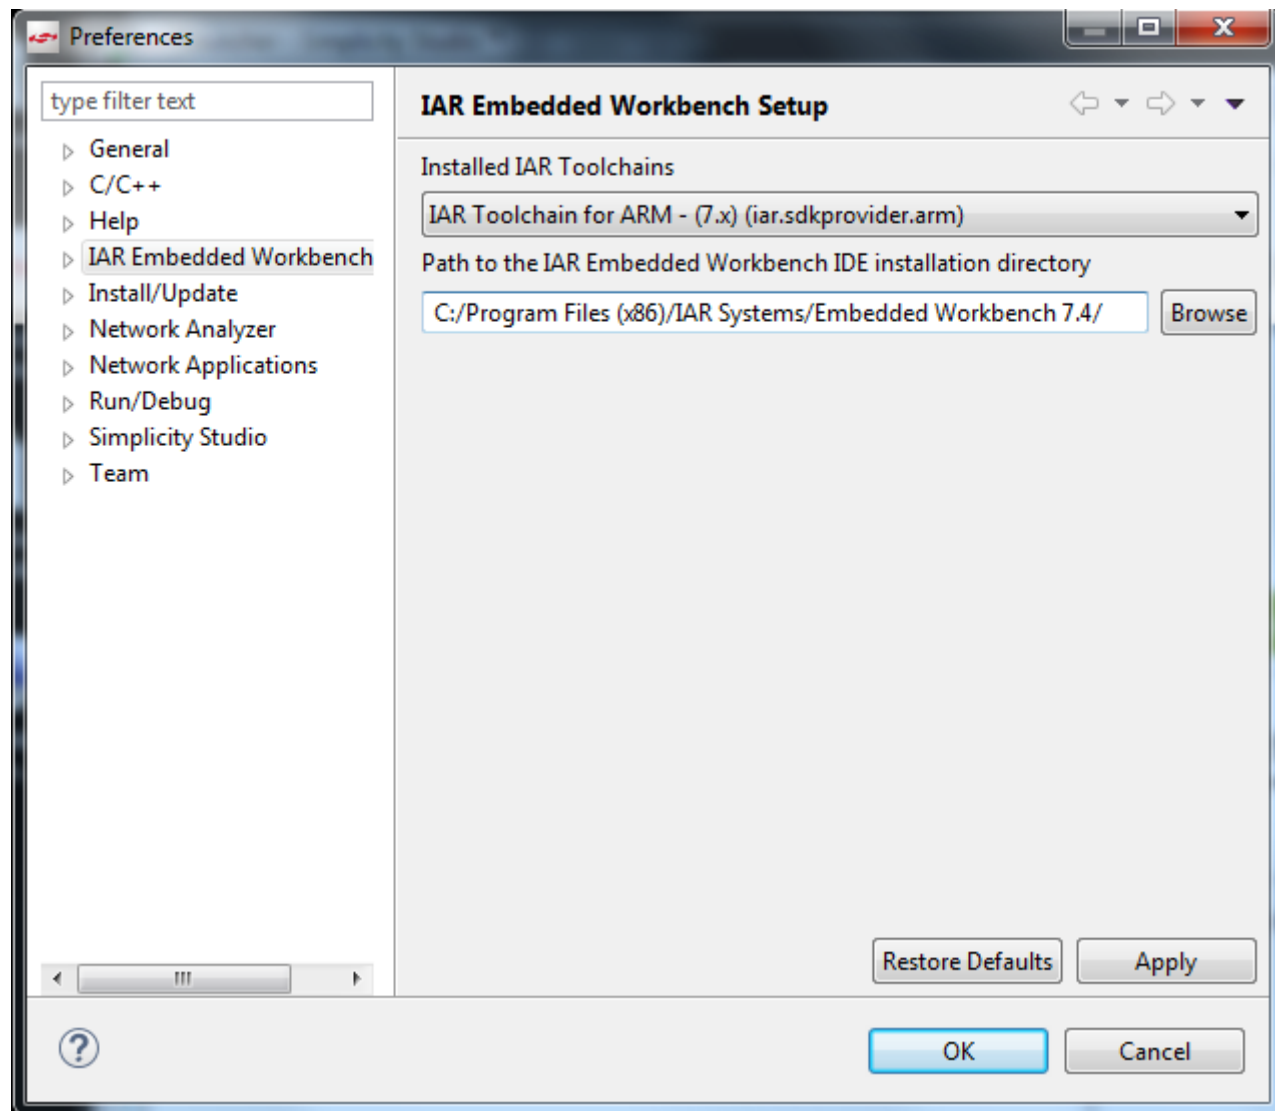 Preferences
type filter text
General
C/C++
Help
IAR Embedded Workbench
Install/Update
Network Analyzer
Network Applications
Run/Debug
Simplicity Studio
Team
IAR Embedded Workbench Setup
Installed IAR Toolchains
IAR Toolchain for ARM - (7.x) (iar.sdkprovider.arm)
Path to the IAR Embedded Workbench IDE installation directory
C:/Program Files (x86)/IAR Systems/Embedded Workbench 7.4/ Browse
Restore Defaults Apply
? OK Cancel